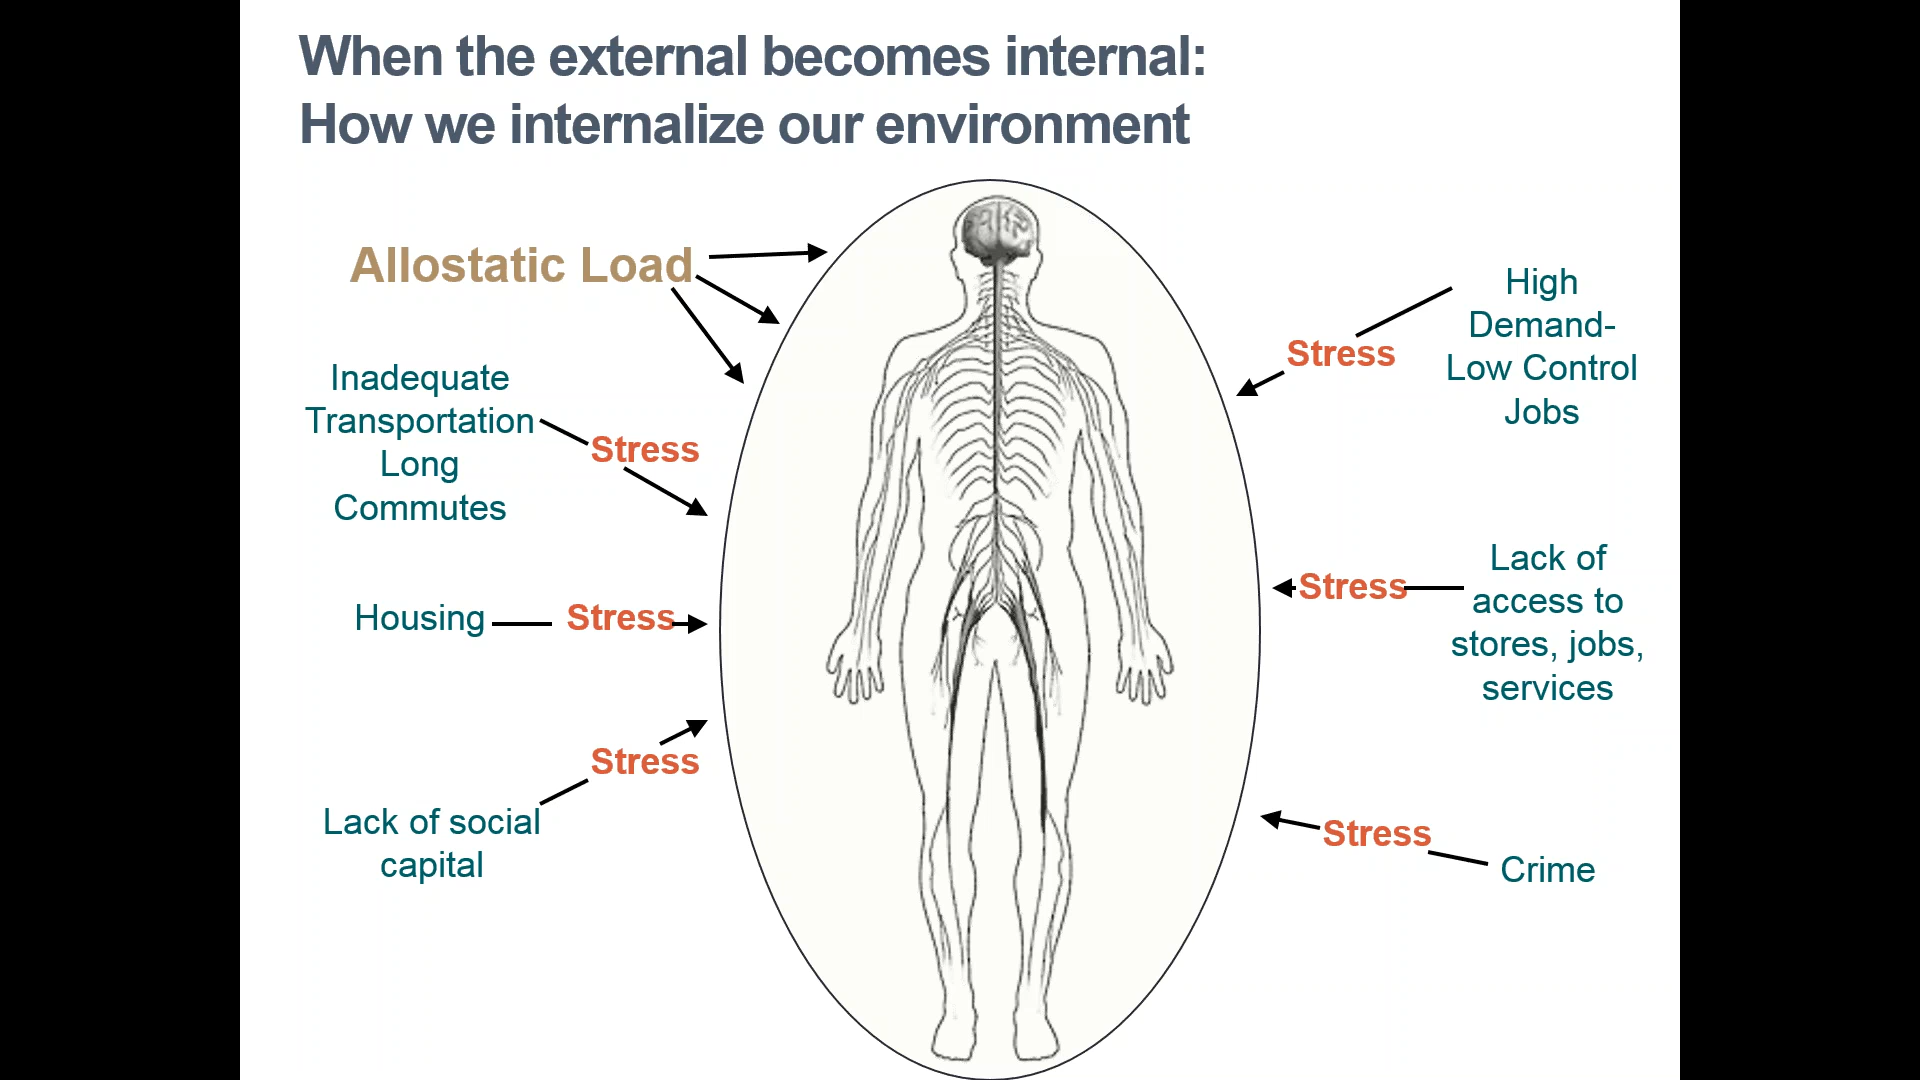 When the external becomes internal:
How we internalize our environment
Allostatic Load
Inadequate
Transportation
Long
Commutes
Stress
Housing
Stress
Stress
Lack of social
capital
High
Demand-
Low Control
Jobs
Stress
Lack of
access to
stores, jobs,
services
Stress
Stress
Crime